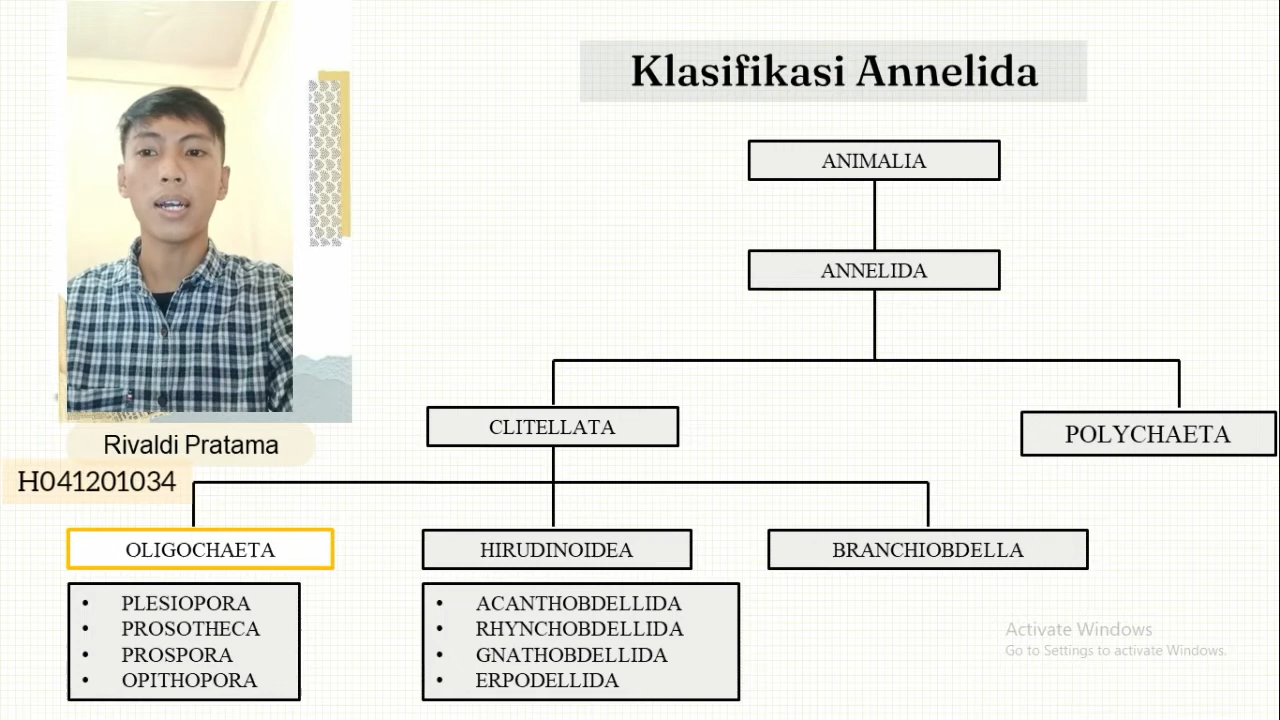 Klasifikasi Annelida
ANIMALIA
ANNELIDA
CLITELLATA
POLYCHAETA
Rivaldi Pratama
H041201034
OLIGOCHAETA
HIRUDINOIDEA
BRANCHIOBDELLA
• PLESIOPORA
• PROSOTHECA
• PROSPORA
• OPITHOPORA
• ACANTHOBDELLIDA
• RHYNCHOBDELLIDA
• GNATHOBDELLIDA
• ERPODELLIDA
Activate Windows
Go to Settings to activate Windows.